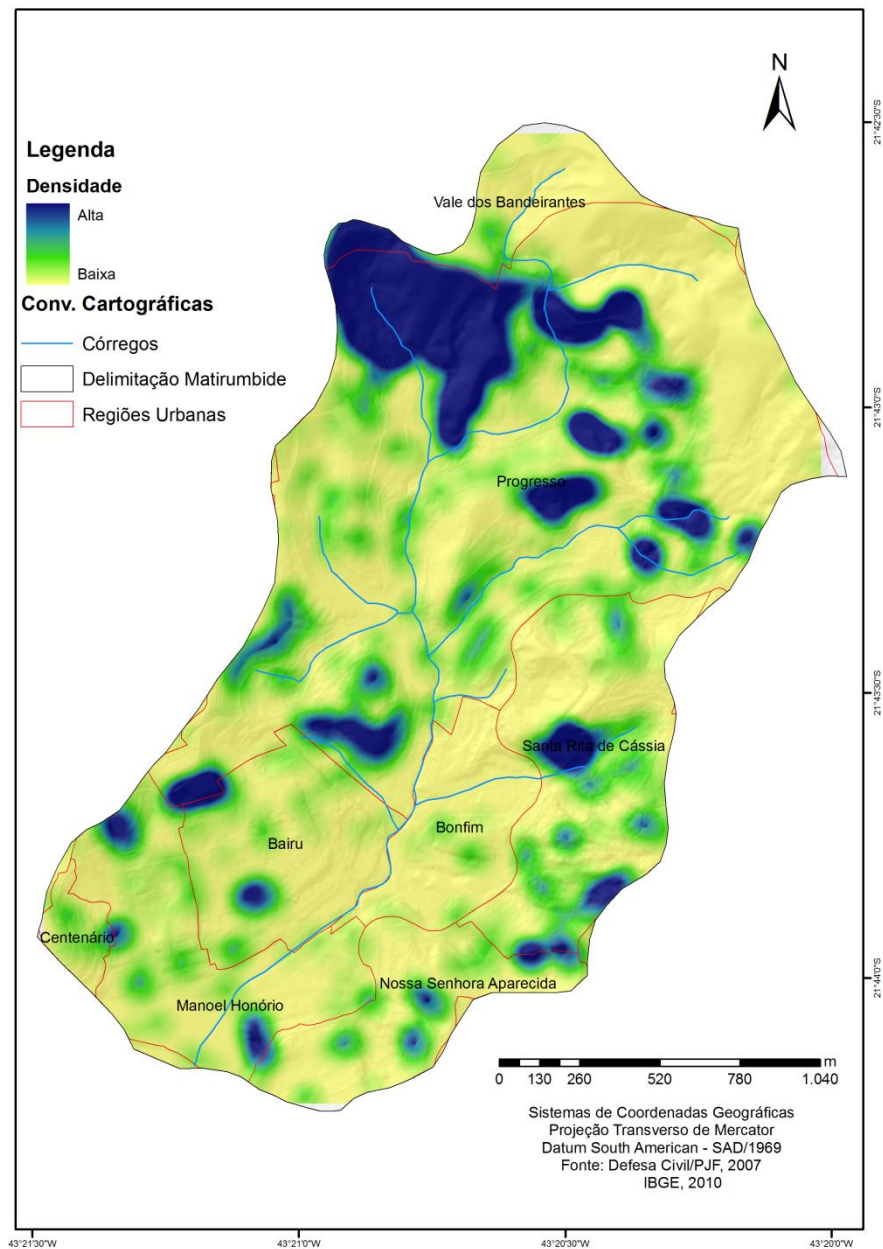 N
Legenda
Densidade
Alta
Baixa
Conv. Cartográficas
Córregos
Delimitação Matirumbide
Regiões Urbanas
Vale dos Bandeirantes
Progresso
Santa Rita de Cássia
Bonfim
Bairu
Centenário
Nossa Senhora Aparecida
Manoel Honório
21°42'30"S
21°43'0"S
21°43'30"S
21°44'0"S
m
0 130 260 520 780 1.040
Sistemas de Coordenadas Geográficas
Projeção Transverso de Mercator
Datum South American - SAD/1969
Fonte: Defesa Civil/PJF, 2007
IBGE, 2010
43°21'30"W 43°21'0"W 43°20'30"W 43°20'0"W